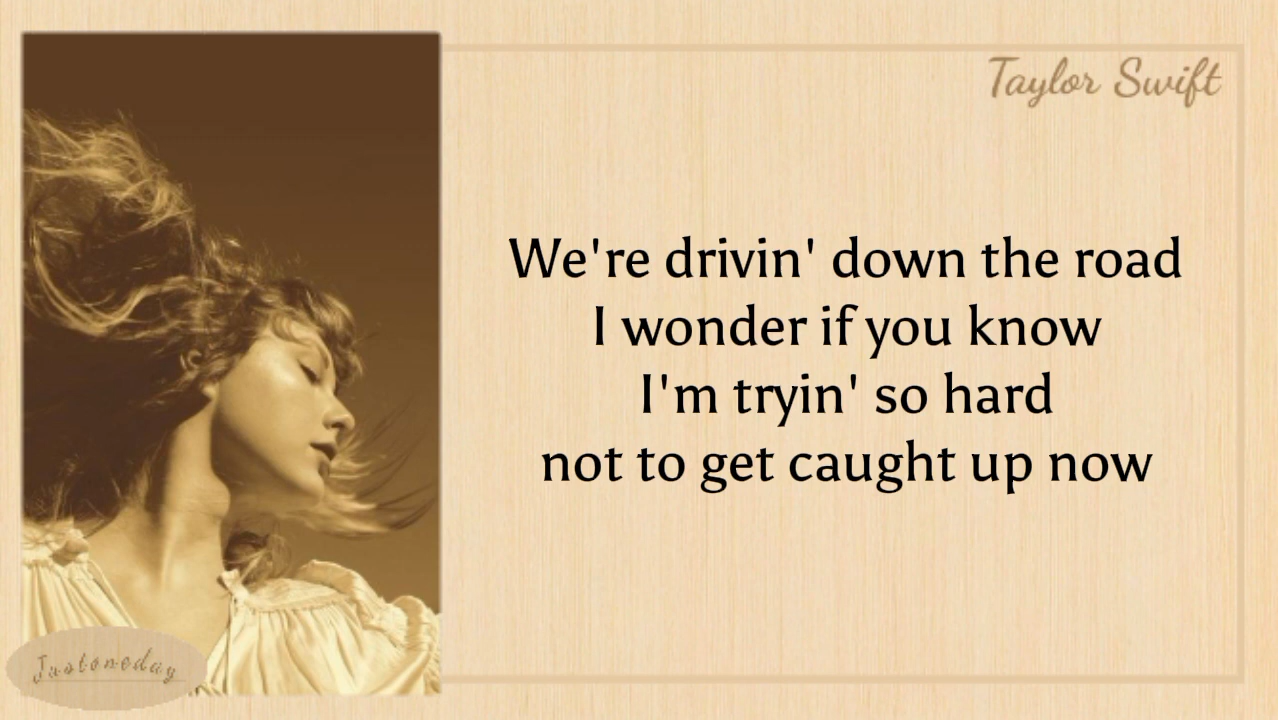 Taylor Swift
We're drivin' down the road
I wonder if you know
I'm tryin' so hard
not to get caught up now
Justoneday